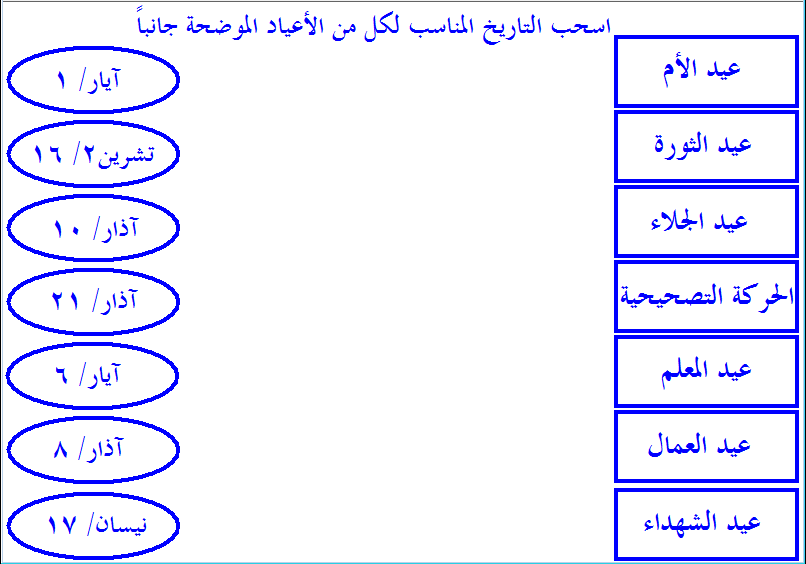 اسحب التاريخ المناسب لكل من الأعياد الموضحة جانباً
عيد الأم
آيار/ ١
عيد الثورة
تشرين٢/ ١٦
عيد الجلاء
آذار/ ١٠
الحركة التصحيحية
آذار/ ٢١
عيد المعلم
آيار/ ٦
عيد العمال
آذار/ ٨
عيد الشهداء
نيسان/ ١٧